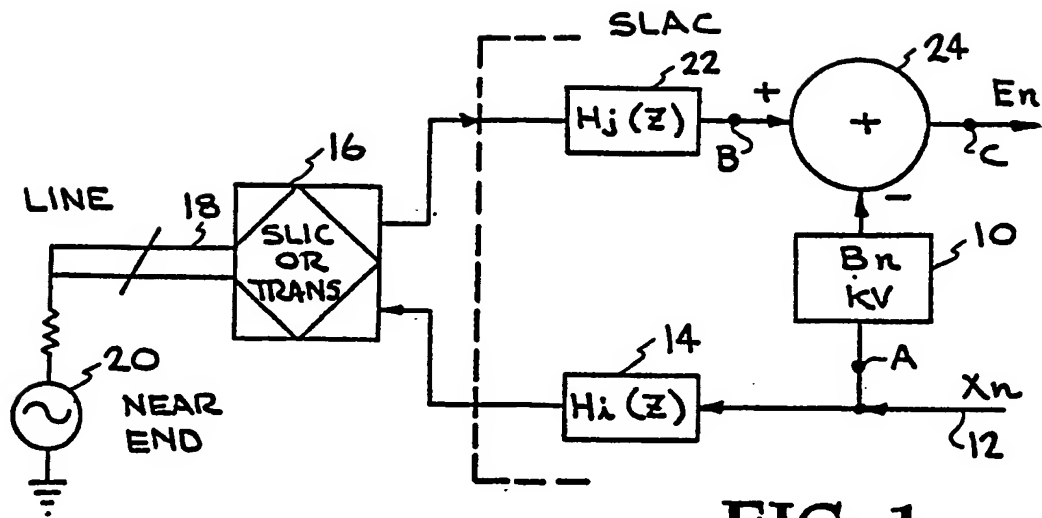 SLAC
22
24
Hj (Z)
+
+
En
B
C
16
LINE
18
SLIC
OR
TRANS
-
10
Bn
kV
14
A
20
Hi (Z)
Xn
NEAR
END
12
FIG. 1